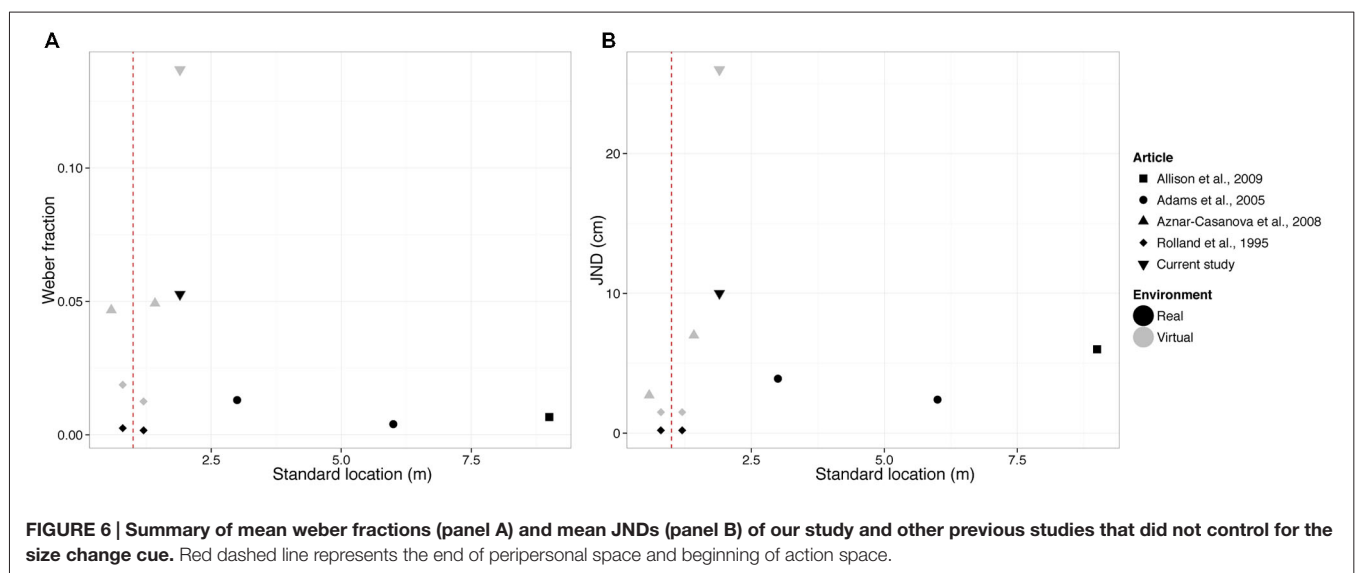 A
B
Weber fraction
0.10
0.05
0.00
2.5
5.0
7.5
Standard location (m)
JND (cm)
20
10
0
2.5
5.0
7.5
Standard location (m)
Article
Allison et al., 2009
Adams et al., 2005
Aznar-Casanova et al., 2008
Rolland et al., 1995
Current study
Environment
Real
Virtual
FIGURE 6 | Summary of mean weber fractions (panel A) and mean JNDs (panel B) of our study and other previous studies that did not control for the
size change cue. Red dashed line represents the end of peripersonal space and beginning of action space.